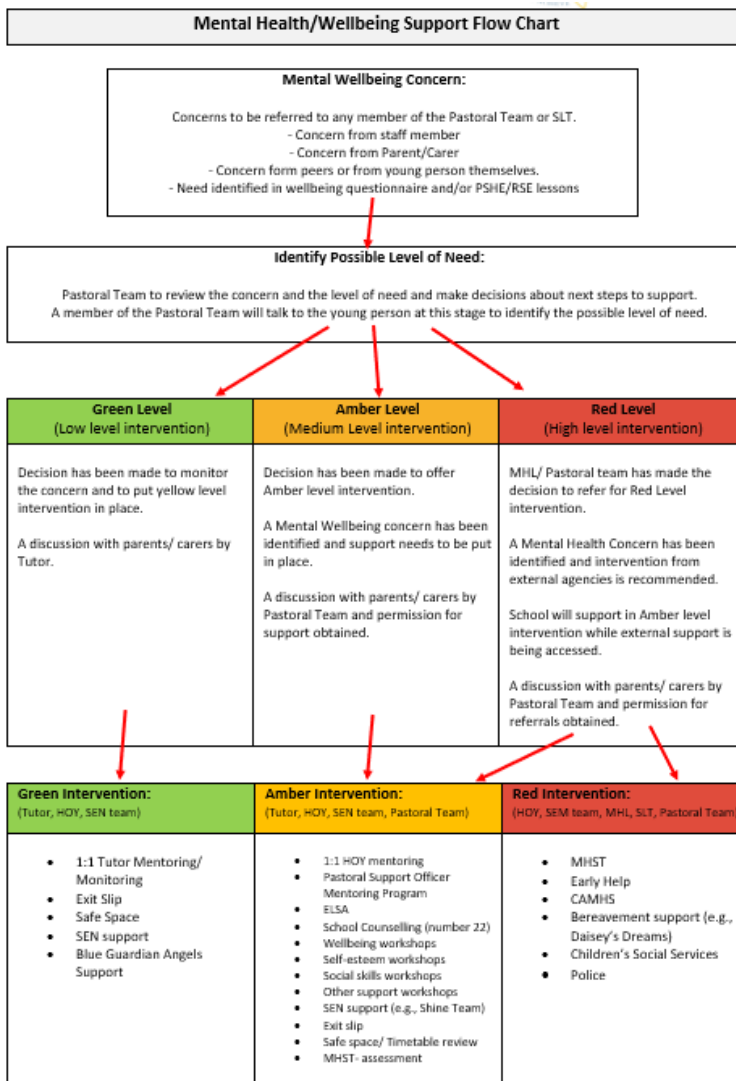 Mental Health/Wellbeing Support Flow Chart
Mental Wellbeing Concern:
Concerns to be referred to any member of the Pastoral Team or SLT.
- Concern from staff member
- Concern from Parent/Carer
- Concern form peers or from young person themselves.
- Need identified in wellbeing questionnaire and/or PSHE/RSE lessons
Identify Possible Level of Need:
Pastoral Team to review the concern and the level of need and make decisions about next steps to support.
A member of the Pastoral Team will talk to the young person at this stage to identify the possible level of need.
Green Level
(Low level intervention)
Decision has been made to monitor
the concern and to put yellow level
intervention in place.
A discussion with parents/ carers by
Tutor.
Amber Level
(Medium Level intervention)
Decision has been made to offer
Amber level intervention.
A Mental Wellbeing concern has been
identified and support needs to be put
in place.
A discussion with parents/ carers by
Pastoral Team and permission for
support obtained.
Red Level
(High level intervention)
MHL/ Pastoral team has made the
decision to refer for Red Level
intervention.
A Mental Health Concern has been
identified and intervention from
external agencies is recommended.
School will support in Amber level
intervention while external support is
being accessed.
A discussion with parents/ carers by
Pastoral Team and permission for
referrals obtained.
Green Intervention:
(Tutor, HOY, SEN team)
• 1:1 Tutor Mentoring/
Monitoring
• Exit Slip
• Safe Space
• SEN support
• Blue Guardian Angels
Support
Amber Intervention:
(Tutor, HOY, SEN team, Pastoral Team)
• 1:1 HOY mentoring
• Pastoral Support Officer
Mentoring Program
• ELSA
• School Counselling (number 22)
• Wellbeing workshops
• Self-esteem workshops
• Social skills workshops
• Other support workshops
• SEN support (e.g., Shine Team)
• Exit slip
• Safe space/ Timetable review
• MHST- assessment
Red Intervention:
(HOY, SEM team, MHL, SLT, Pastoral Team)
• MHST
• Early Help
• CAMHS
• Bereavement support (e.g.,
Daisey's Dreams)
• Children's Social Services
• Police